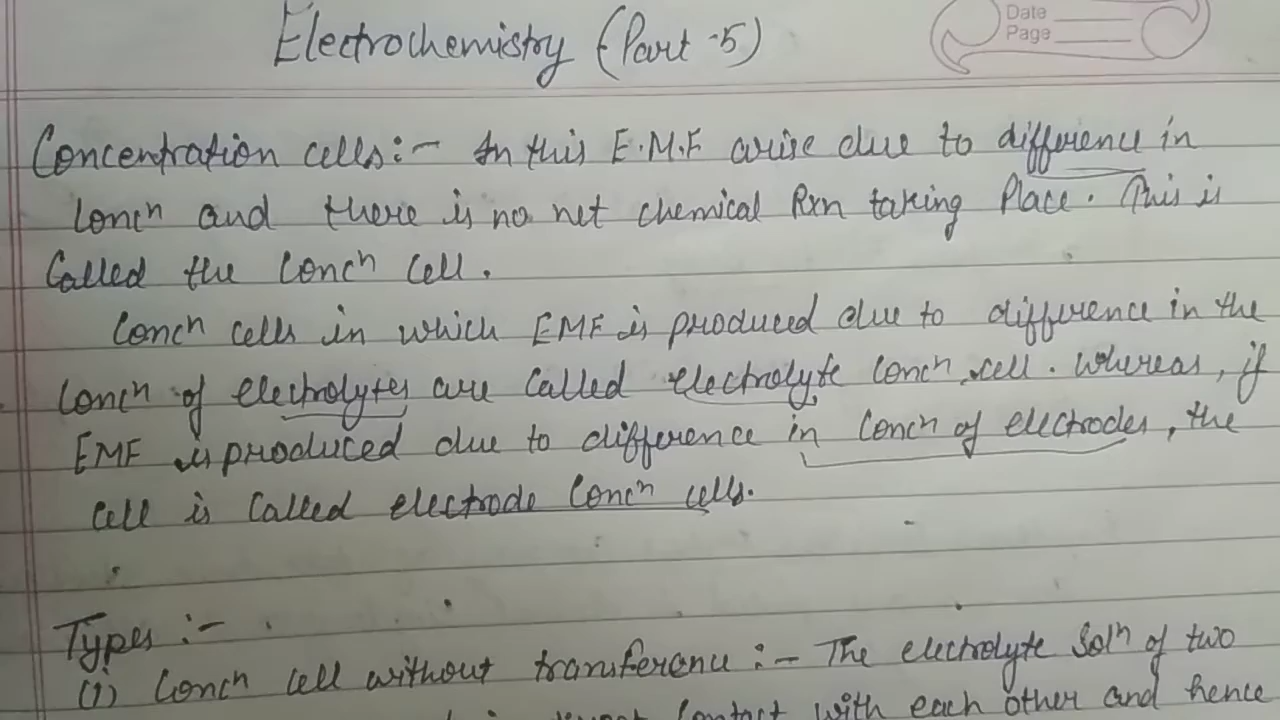 Electrochemistry (Part -5)
Date
Page
Concentration cells:- In this E.M.F arise due to difference in
Concn and there is no net chemical Rxn taking Place. This is
Called the Concn Cell.
Concn cells in which EMF is produced due to difference in the
Concn of electrolytes are called electrolyte Concn cell. Whereas, if
EMF is produced due to difference in Concn of electrodes, the
Cell is Called electrode Concn cells.
Types :-
(1) Concn cell without transference :- The electrolyte Soln of two
contact with each other and hence